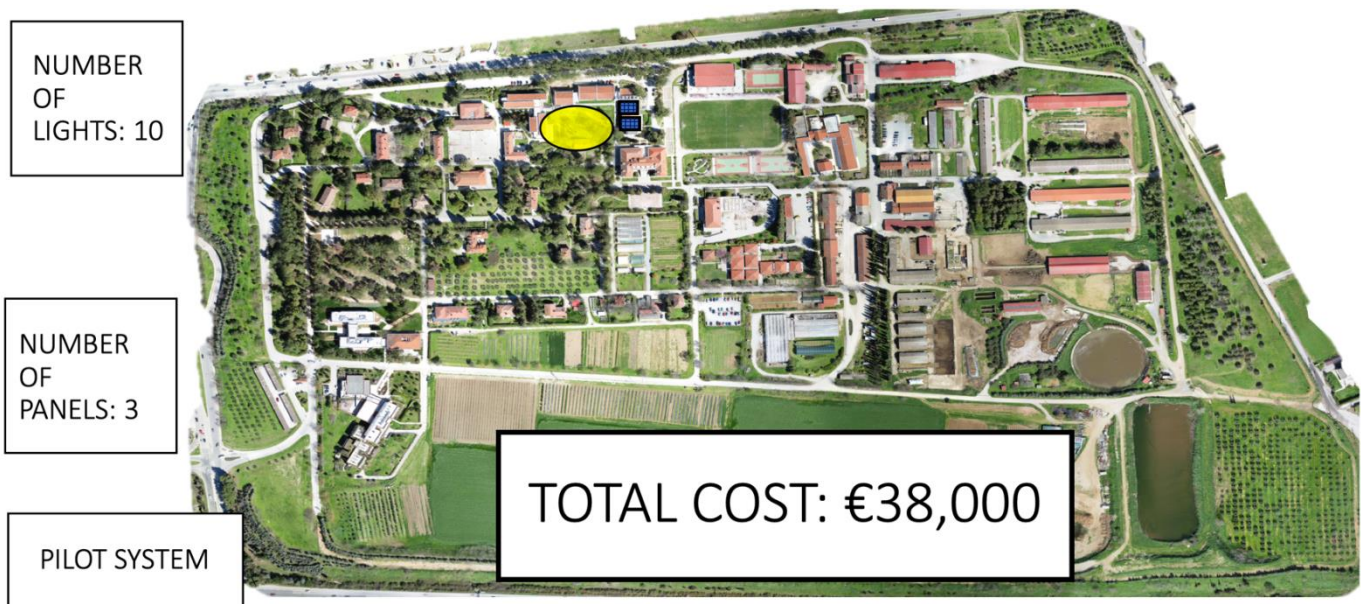 NUMBER
OF
LIGHTS: 10
NUMBER
OF
PANELS: 3
TOTAL COST: €38,000
PILOT SYSTEM